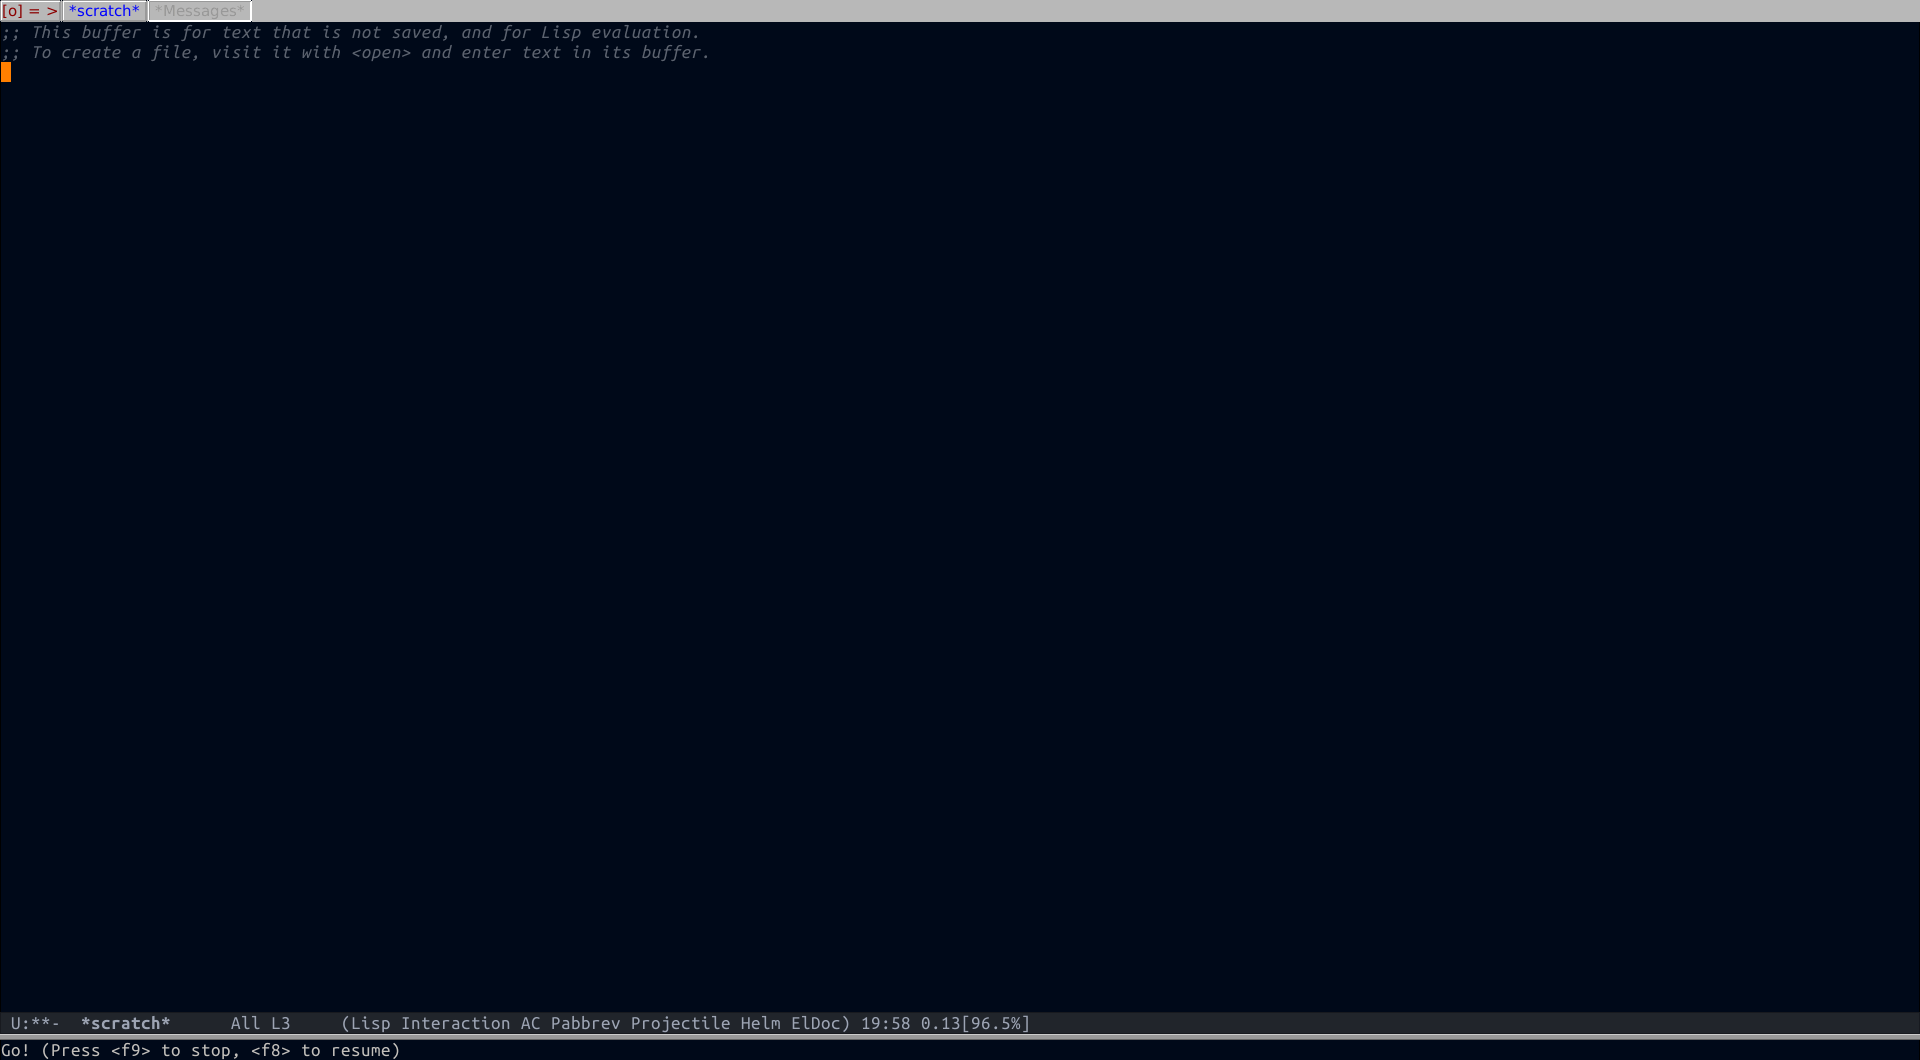 [o] = > *scratch* *Messages*
;; This buffer is for text that is not saved, and for Lisp evaluation.
;; To create a file, visit it with <open> and enter text in its buffer.
U:**-  *scratch*      All L3     (Lisp Interaction AC Pabbrev Projectile Helm ElDoc) 19:58 0.13[96.5%]
Go! (Press <f9> to stop, <f8> to resume)